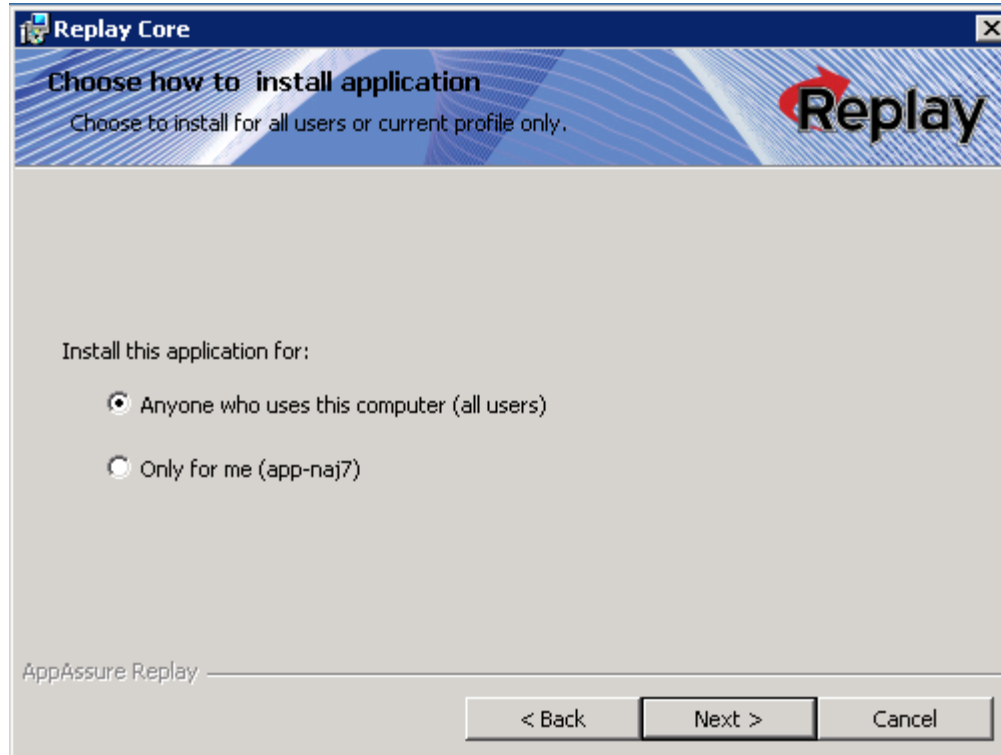 Replay Core
Choose how to  install application
Choose to install for all users or current profile only.
Replay
Install this application for:
Anyone who uses this computer (all users)
Only for me (app-naj7)
AppAssure Replay
< Back
Next >
Cancel